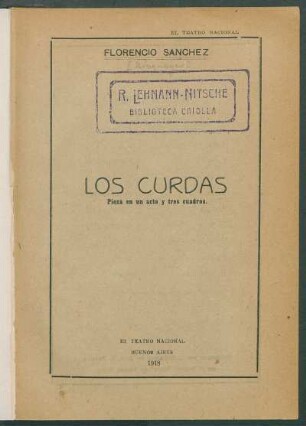 EL TEATRO NACIONAL
FLORENCIO SANCHEZ
R. LEHMANN-NITSCHE
BIBLIOTECA CRIOLLA
LOS CURDAS
Pieza en un acto y tres cuadros.
EL TEATRO NACIONAL
BUENOS AIRES